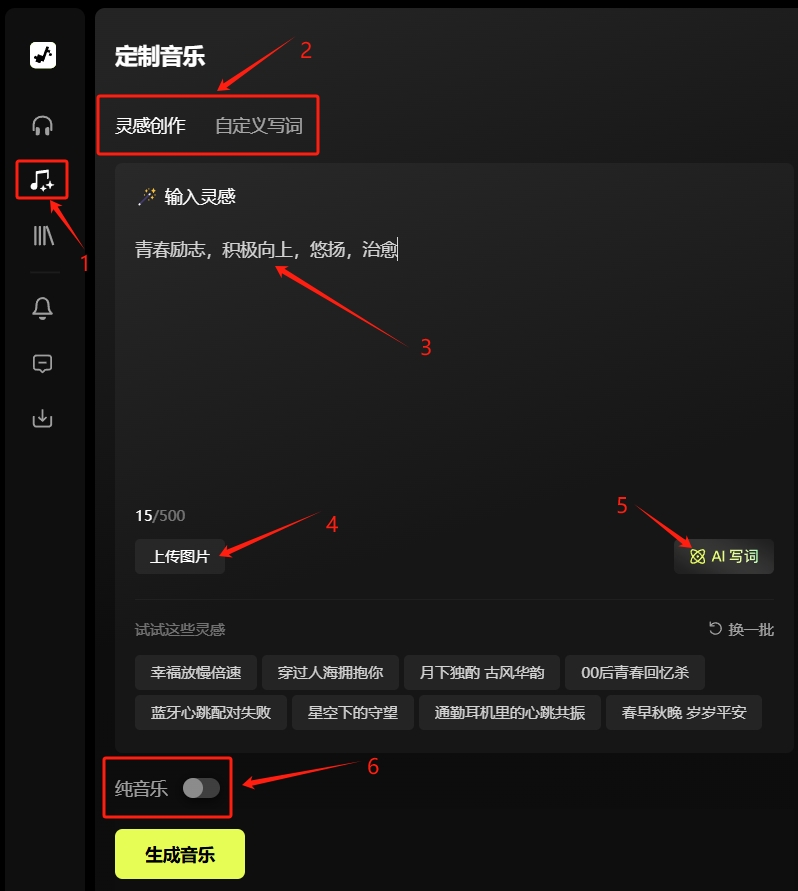 定制音乐
2
灵感创作 自定义写词
输入灵感
1
青春励志，积极向上，悠扬，治愈
3
15/500
4
5
上传图片
AI 写词
试试这些灵感
换一批
幸福放慢倍速 穿过人海拥抱你 月下独酌 古风华韵 00后青春回忆杀
蓝牙心跳配对失败 星空下的守望 通勤耳机里的心跳共振 春早秋晚 岁岁平安
6
纯音乐
生成音乐